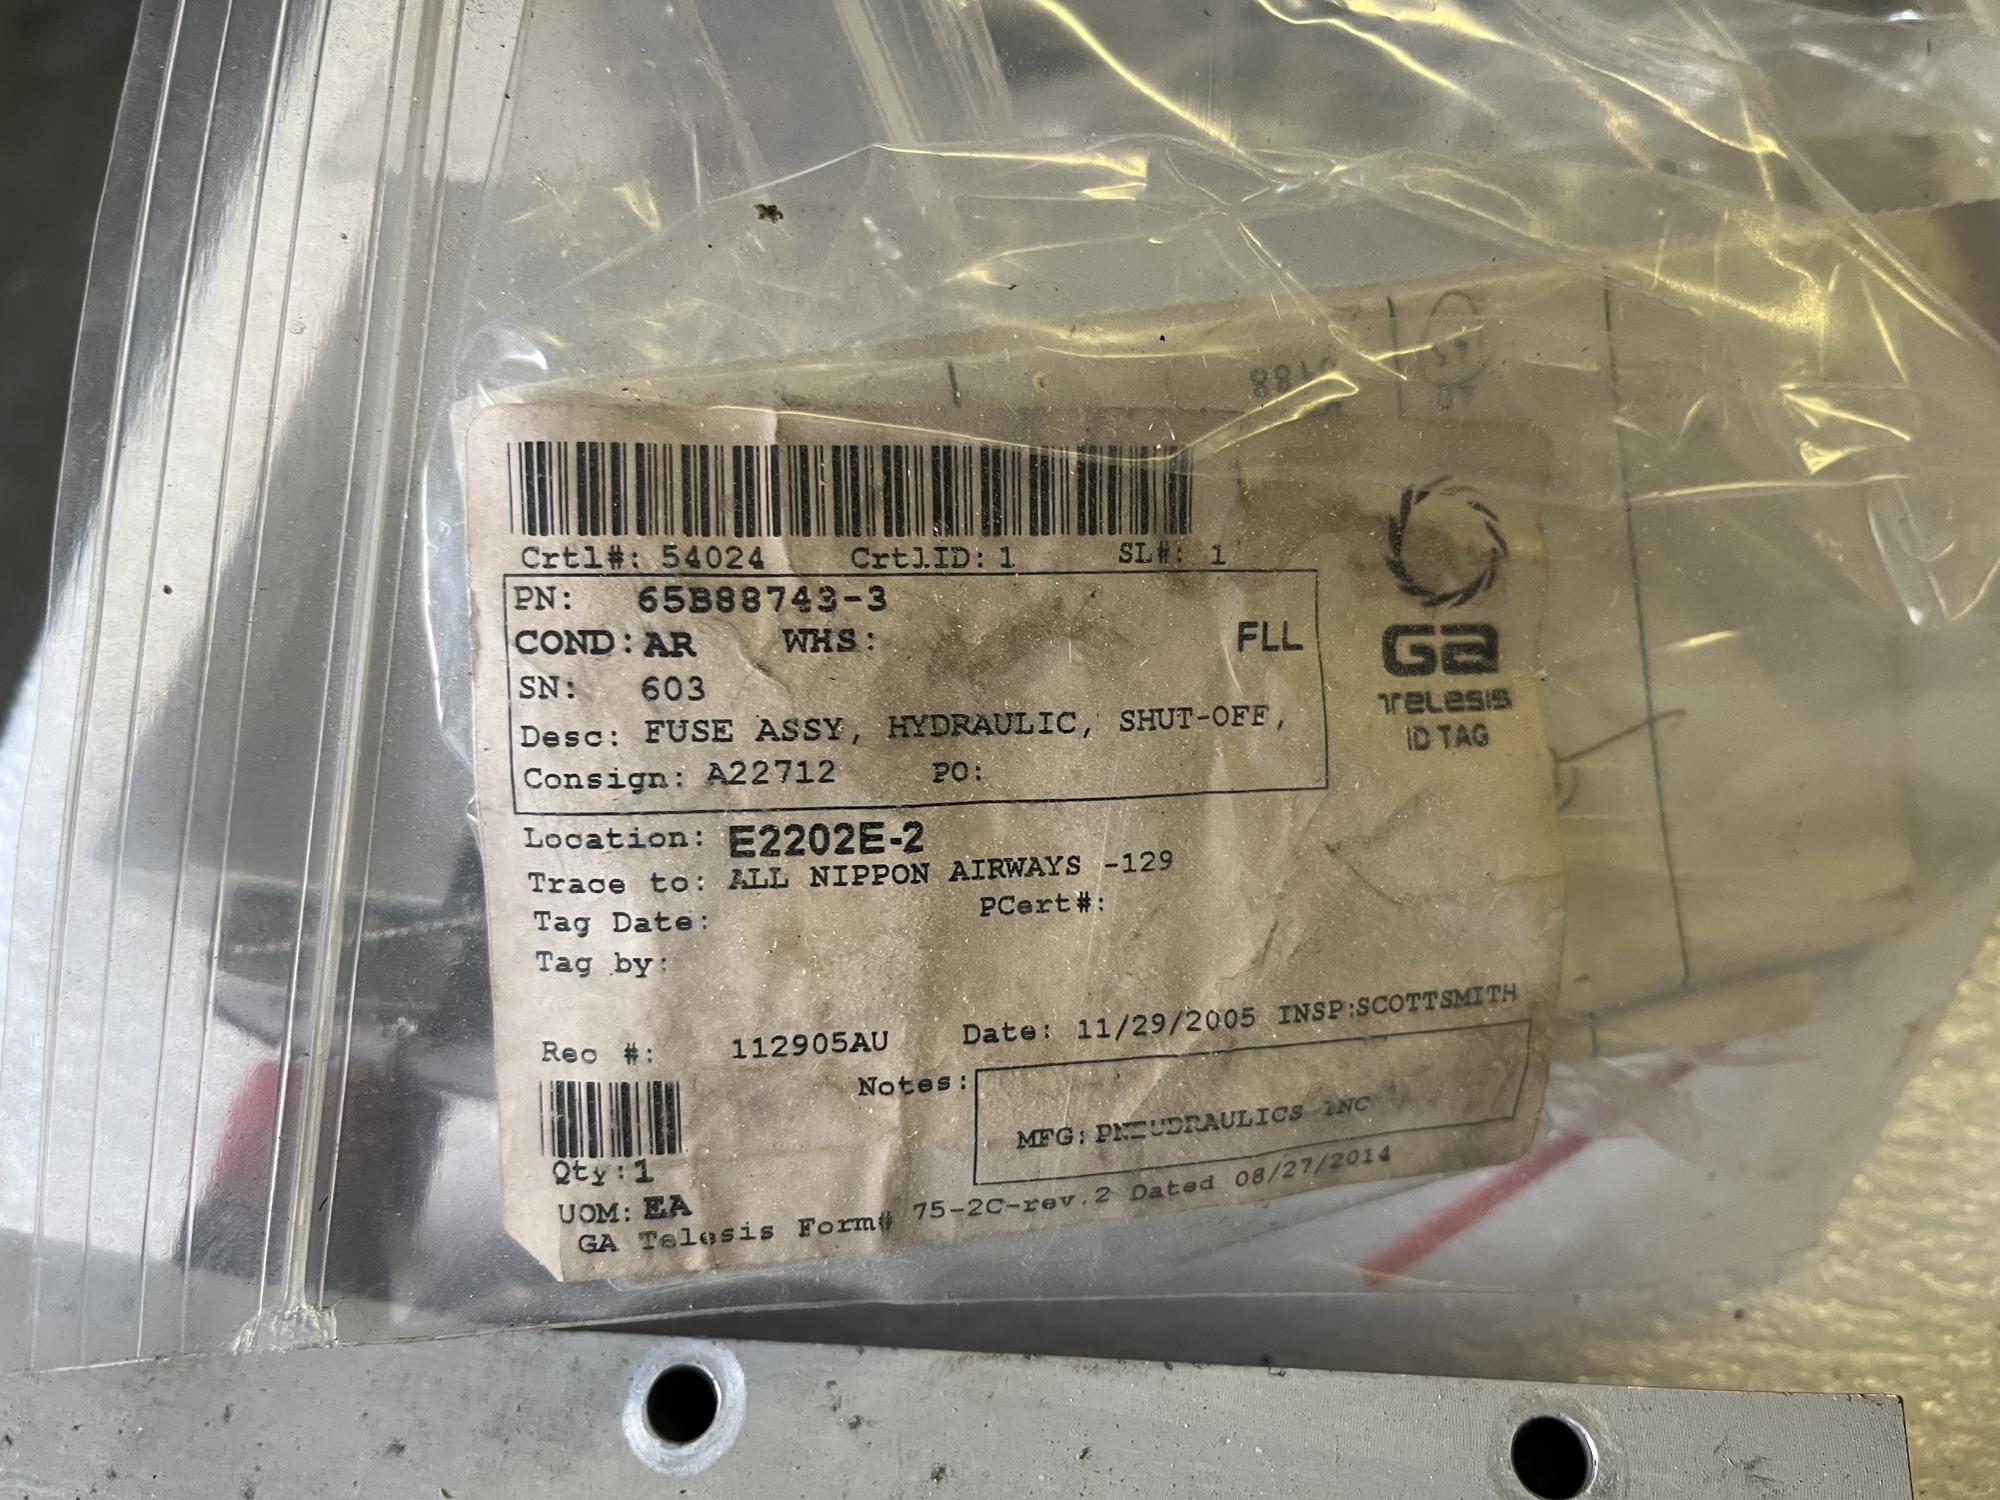 Crtl#: 54024 CrtlID: 1 SL#: 1
PN: 65B88743-3
COND: AR WHS: FLL
SN: 603
Desc: FUSE ASSY, HYDRAULIC, SHUT-OFF,
Consign: A22712 PO:
GA
TELESIS
ID TAG
Location: E2202E-2
Trace to: ALL NIPPON AIRWAYS -129
Tag Date: PCert#:
Tag by:
Rec #: 112905AU Date: 11/29/2005 INSP:SCOTTSMITH
Notes:
MFG: PNEUDRAULICS INC
Qty:1
UOM: EA
GA Telesis Form# 75-2C-rev.2 Dated 08/27/2014